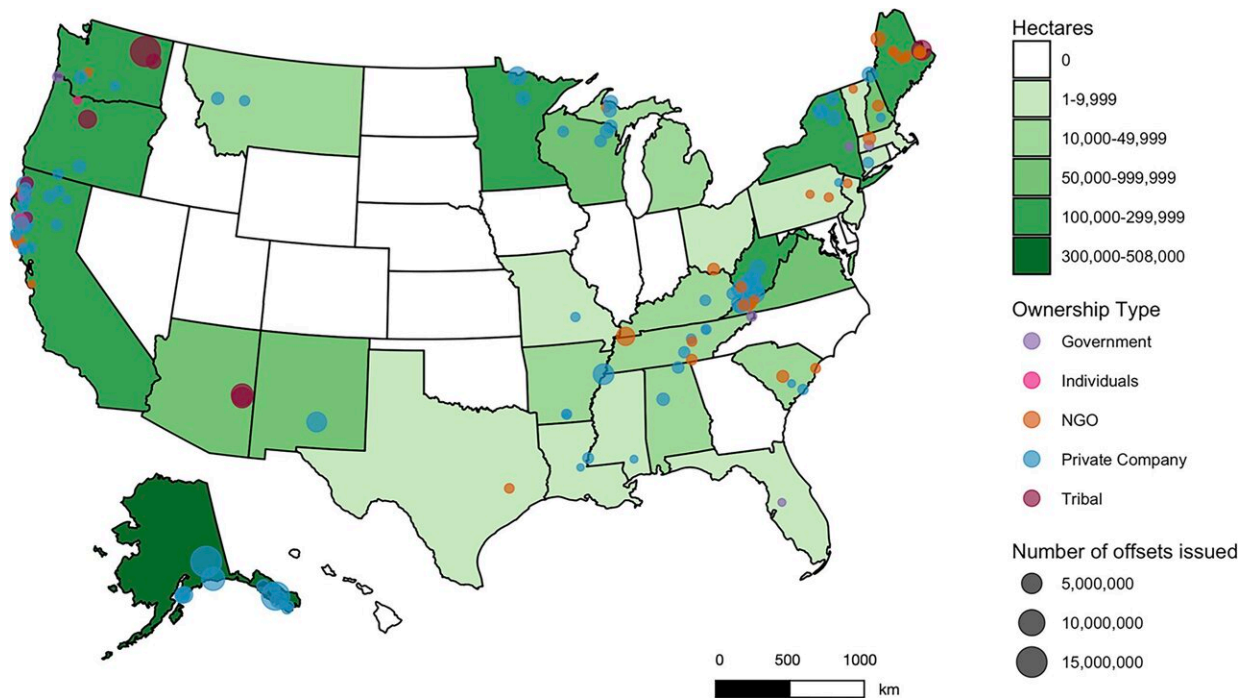 Hectares
0
1-9,999
10,000-49,999
50,000-999,999
100,000-299,999
300,000-508,000
Ownership Type
Government
Individuals
NGO
Private Company
Tribal
Number of offsets issued
5,000,000
10,000,000
15,000,000
0 500 1000
km